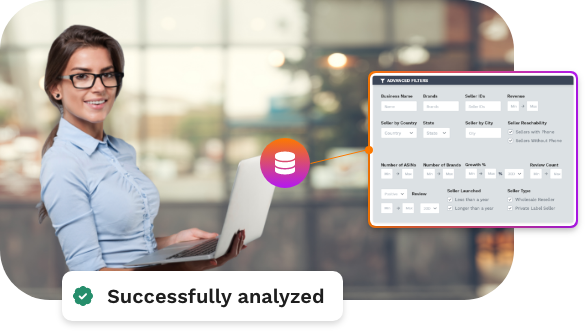 ADVANCED FILTERS
Business Name Brands Seller IDs Revenue
Name Brands Seller IDs Min Max
Seller by Country State Seller by City Seller Reachability
Country State City Sellers with Phone
Sellers Without Phone
Number of ASINs Number of Brands Growth % Review Count
Min Max Min Max Min Max % Min Max
Review Seller Launched Seller Type
Less than a year Wholesale Reseller
Min Max Longer than a year Private Label Seller
Successfully analyzed